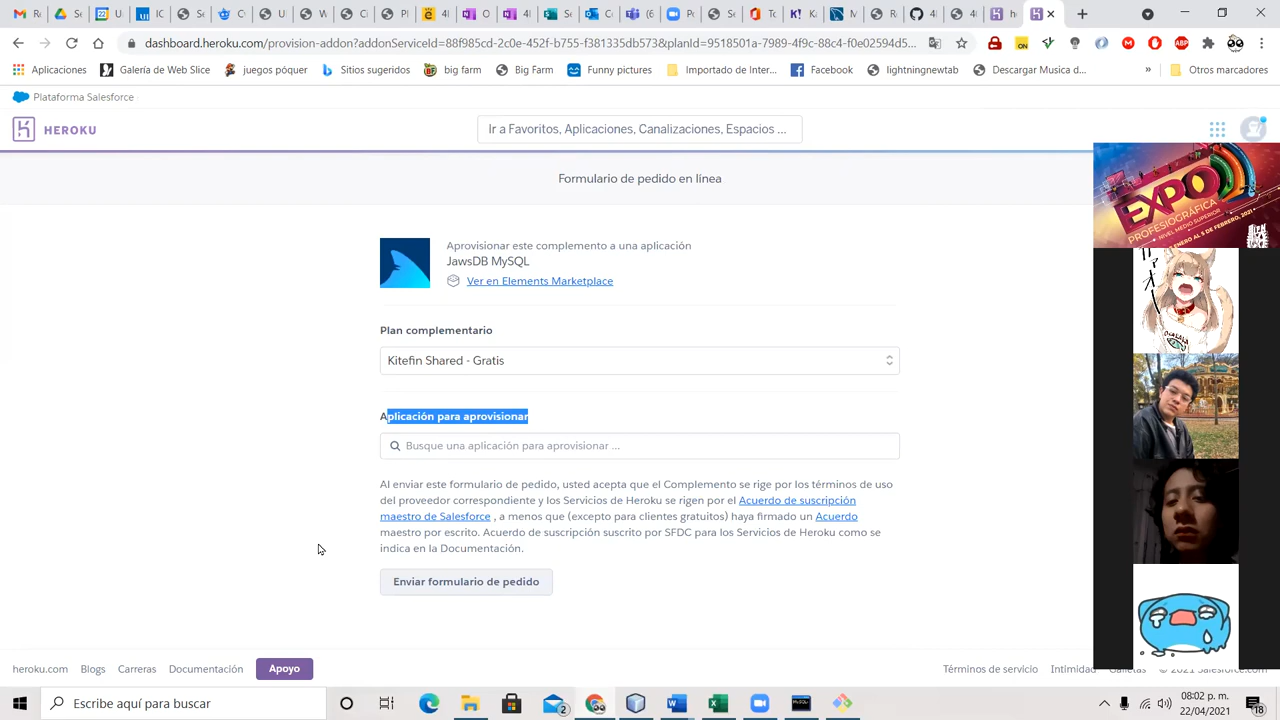 dashboard.heroku.com/provision-addon?addonServiceId=8f6f985d-2c0e-452f-b755-f381335db573&planId=9518501a-7989-4f9c-88c4-f0e02594d5...
Aplicaciones
Galería de Web Slice
juegos póquer
Sitios sugeridos
big farm
Big Farm
Funny pictures
Importado de Inter...
Facebook
lightningnewtab
Descargar Musica d...
»
Otros marcadores
Plataforma Salesforce
HEROKU
Ir a Favoritos, Aplicaciones, Canalizaciones, Espacios ...
Formulario de pedido en línea
Aprovisionar este complemento a una aplicación
JawsDB MySQL
Ver en Elements Marketplace
Plan complementario
Kitefin Shared - Gratis
Aplicación para aprovisionar
Busque una aplicación para aprovisionar ...
Al enviar este formulario de pedido, usted acepta que el Complemento se rige por los términos de uso
del proveedor correspondiente y los Servicios de Heroku se rigen por el Acuerdo de suscripción
maestro de Salesforce , a menos que (excepto para clientes gratuitos) haya firmado un Acuerdo
maestro por escrito. Acuerdo de suscripción suscrito por SFDC para los Servicios de Heroku como se
indica en la Documentación.
Enviar formulario de pedido
EXPO
PROFESIOGRÁFICA
NIVEL MEDIO SUPERIOR
heroku.com
Blogs
Carreras
Documentación
Apoyo
Términos de servicio
Intimidad
Galletas
© 2021 Salesforce.com
Escribe aquí para buscar
08:02 p. m.
22/04/2021
18